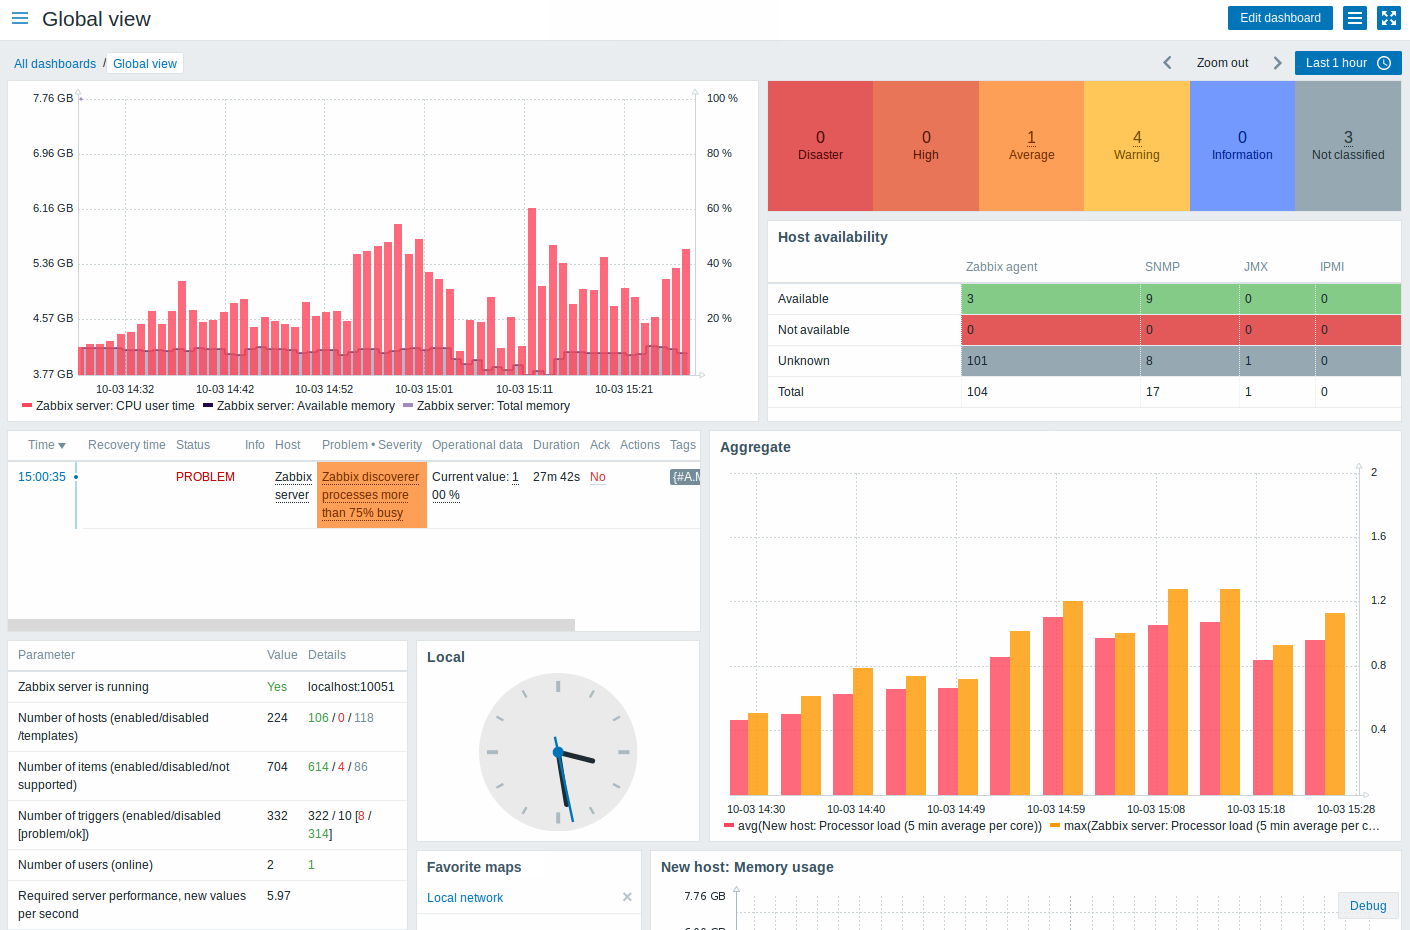 Global view
Edit dashboard
All dashboards / Global view
Zoom out
Last 1 hour
7.76 GB
6.96 GB
6.16 GB
5.36 GB
4.57 GB
3.77 GB
100 %
80 %
60 %
40 %
20 %
10-03 14:32 10-03 14:42 10-03 14:52 10-03 15:01 10-03 15:11 10-03 15:21
Zabbix server: CPU user time Zabbix server: Available memory Zabbix server: Total memory
0 0 1 4 0 3
Disaster High Average Warning Information Not classified
Host availability
Zabbix agent SNMP JMX IPMI
Available 3 9 0 0
Not available 0 0 0 0
Unknown 101 8 1 0
Total 104 17 1 0
Time Recovery time Status Info Host Problem • Severity Operational data Duration Ack Actions Tags
15:00:35 PROBLEM Zabbix Zabbix discoverer Current value: 1 27m 42s No {#A.M
server processes more 00 %
than 75% busy
Aggregate
2
1.6
1.2
0.8
0.4
10-03 14:30 10-03 14:40 10-03 14:49 10-03 14:59 10-03 15:08 10-03 15:18 10-03 15:28
avg(New host: Processor load (5 min average per core)) max(Zabbix server: Processor load (5 min average per c...
Parameter Value Details
Zabbix server is running Yes localhost:10051
Number of hosts (enabled/disabled 224 106 / 0 / 118
/templates)
Number of items (enabled/disabled/not 704 614 / 4 / 86
supported)
Number of triggers (enabled/disabled 332 322 / 10 [8 /
[problem/ok]) 314]
Number of users (online) 2 1
Required server performance, new values 5.97
per second
Local
Favorite maps
Local network
New host: Memory usage
7.76 GB
Debug